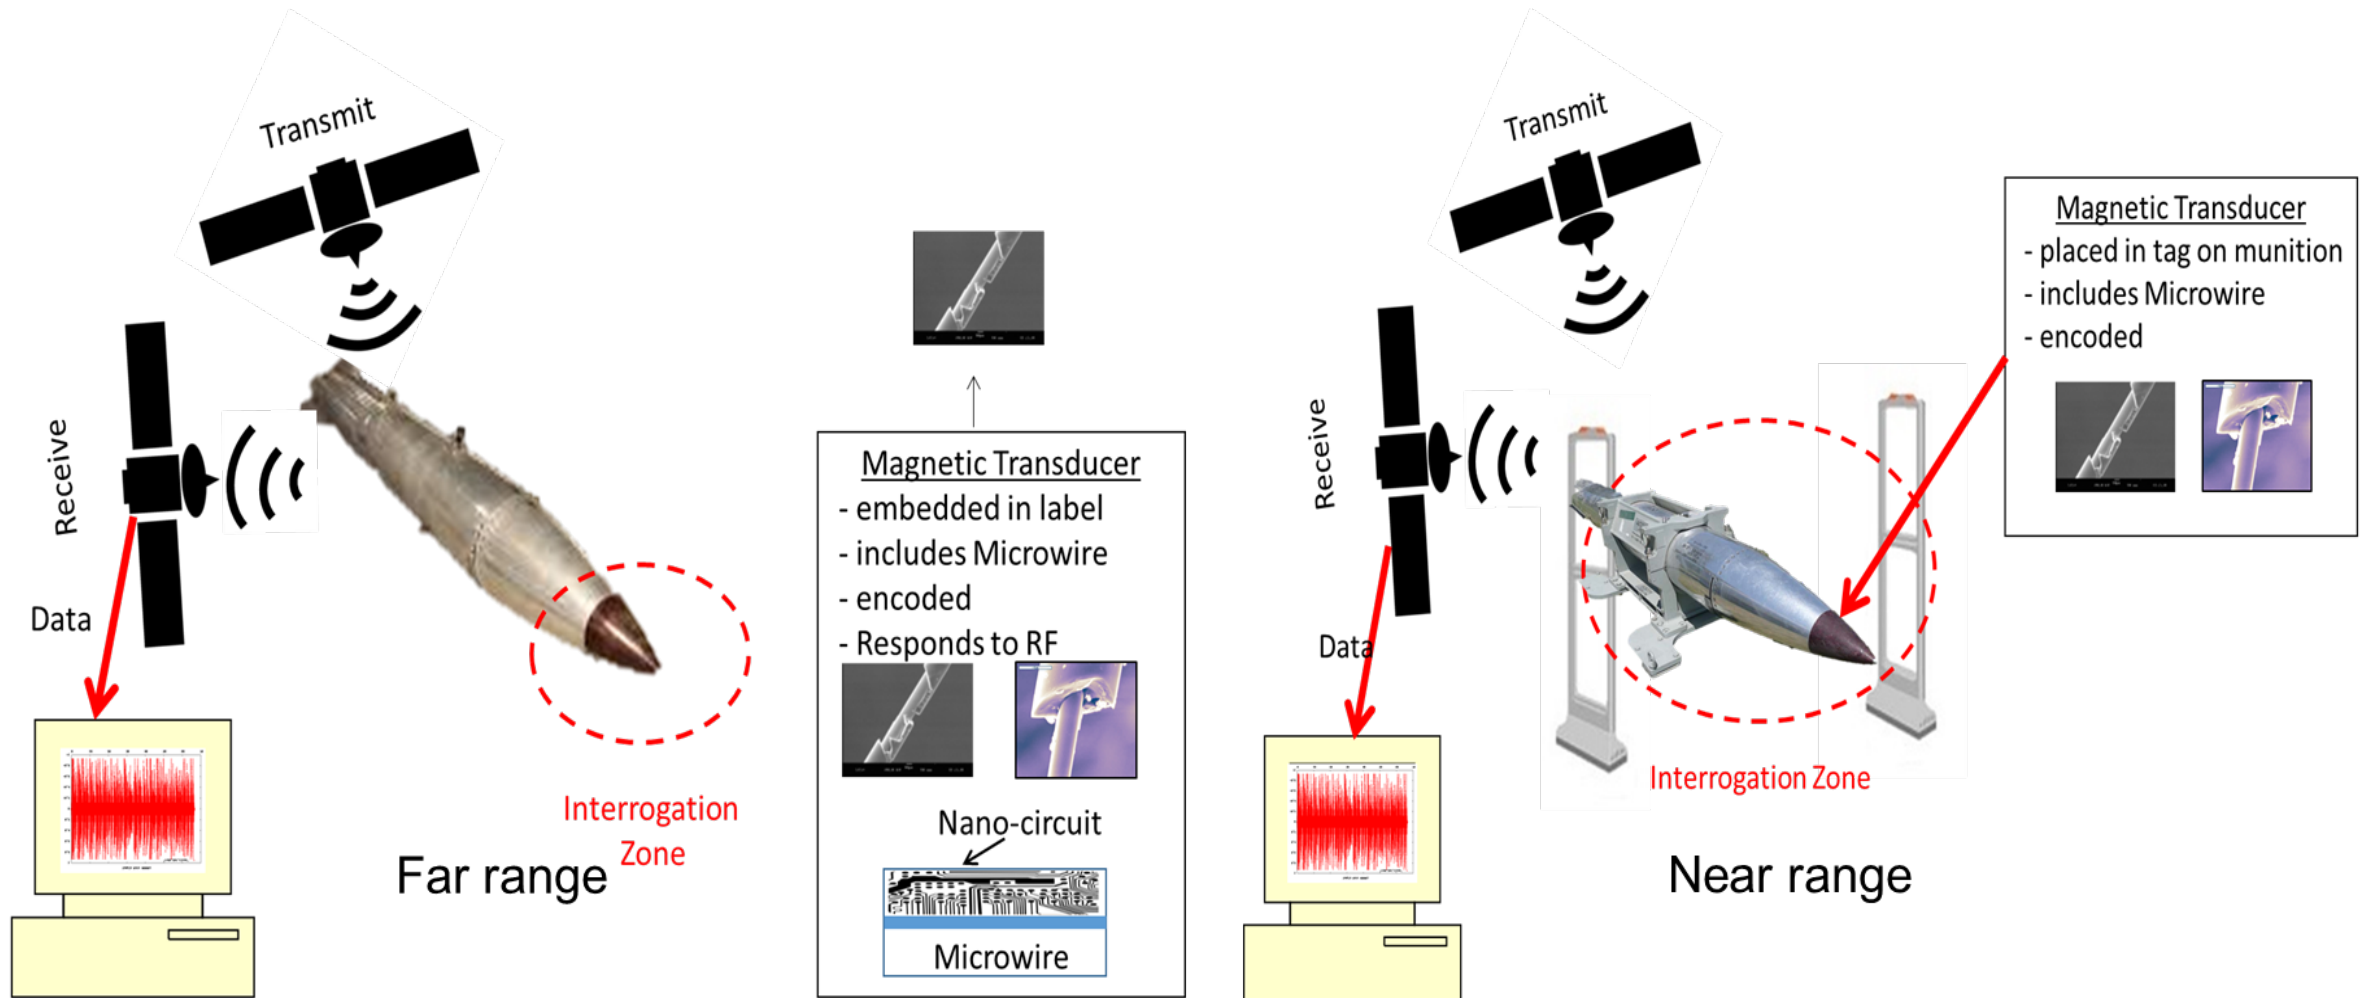 Transmit
Receive
Data
Interrogation
Zone
Far range
Magnetic Transducer
- embedded in label
- includes Microwire
- encoded
- Responds to RF
Nano-circuit
Microwire
Transmit
Receive
Data
Interrogation Zone
Near range
Magnetic Transducer
- placed in tag on munition
- includes Microwire
- encoded